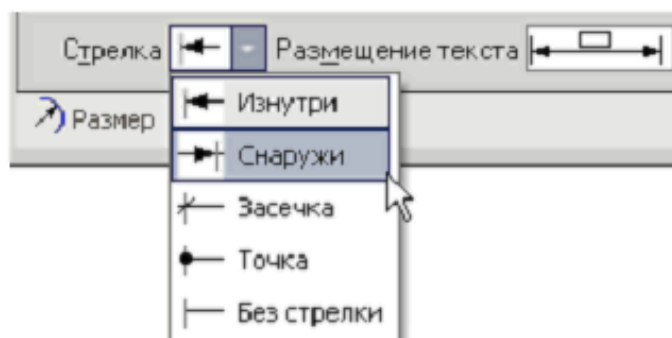 Стрелка Размещение текста
Изнутри
Размер
Снаружи
Засечка
Точка
Без стрелки